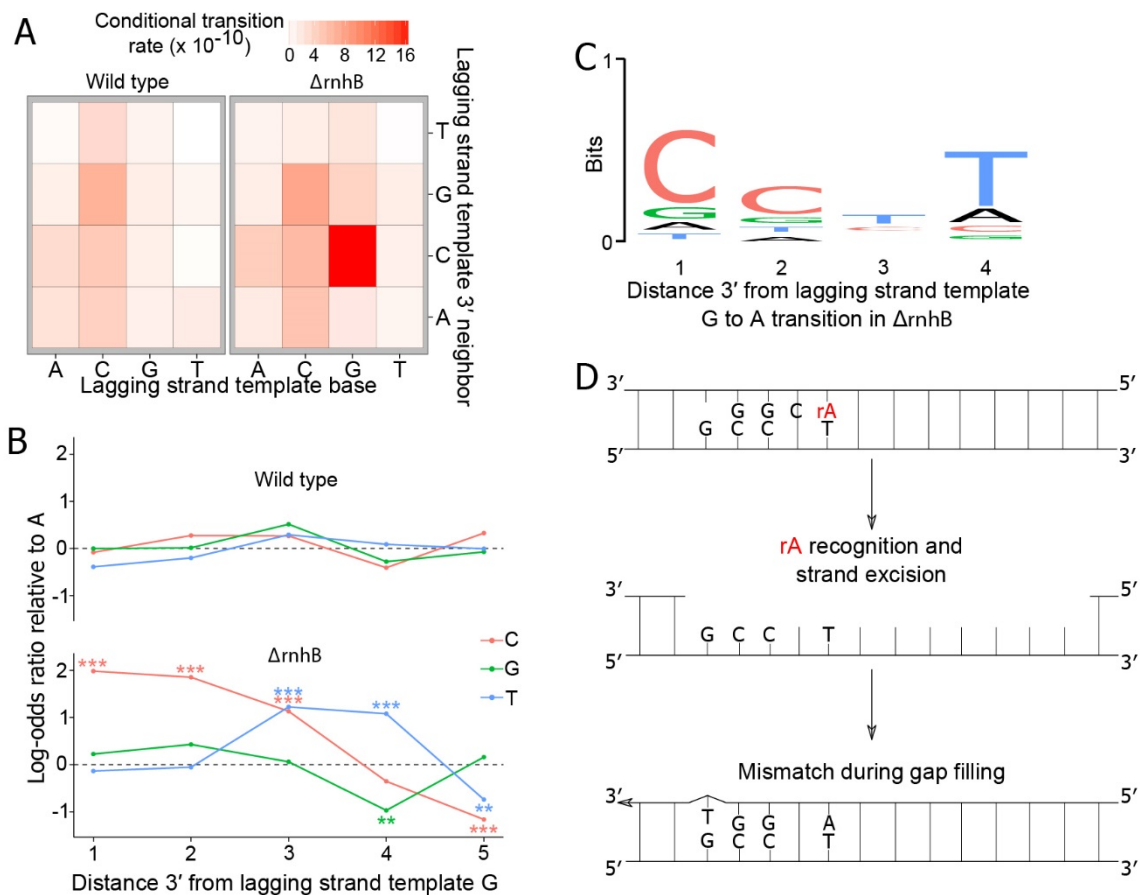 A
Conditional transition
rate (x 10-10)
0 4 8 12 16
Wild type
ΔrnhB
T
G
C
A
Lagging strand template 3′ neighbor
A C G T A C G T
Lagging strand template base
B
2
1
0
-1
Wild type
ΔrnhB
2
1
0
-1
*** *** *** *** *** ** ** ***
C
G
T
Log-odds ratio relative to A
1 2 3 4 5
Distance 3′ from lagging strand template G
C
1
Bits
0
C G A T
C G T A
T C
T A C G
1 2 3 4
Distance 3′ from lagging strand template
G to A transition in ΔrnhB
D
3′ 5′
G G C rA
G C C T
5′ 3′
rA recognition and
strand excision
3′ 5′
G C C T
5′ 3′
Mismatch during gap filling
3′ 5′
T G G A
G C C T
5′ 3′